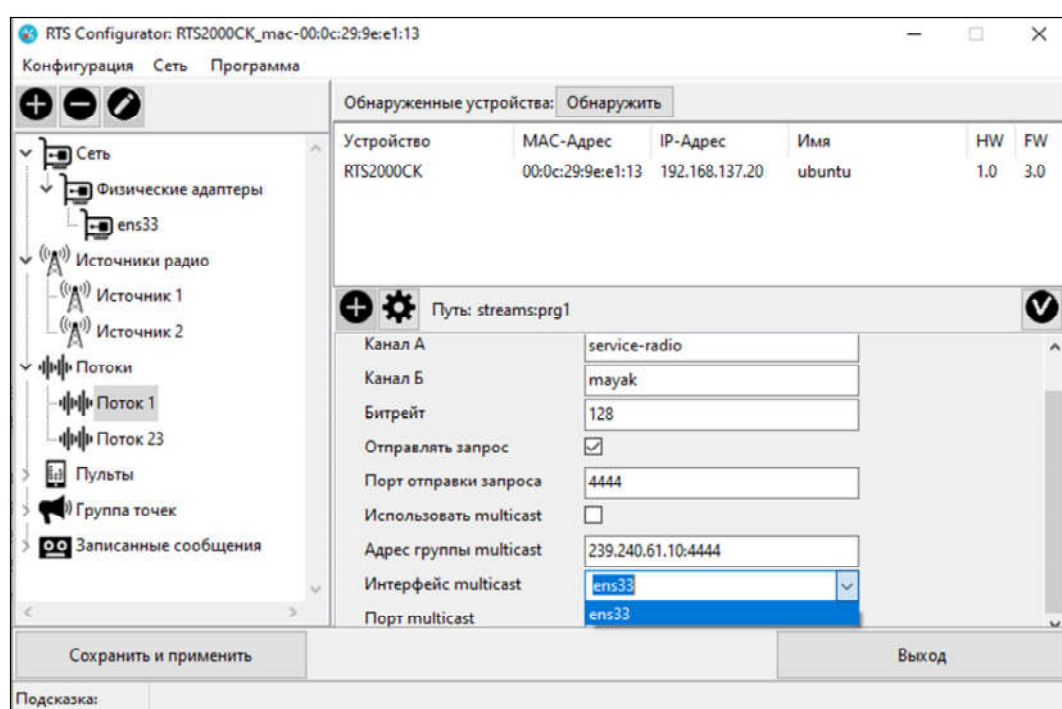 RTS Configurator: RTS2000CK_mac-00:0c:29:9e:e1:13
Конфигурация Сеть Программа
Обнаруженные устройства: Обнаружить
Устройство MAC-Адрес IP-Адрес Имя HW FW
RTS2000CK 00:0c:29:9e:e1:13 192.168.137.20 ubuntu 1.0 3.0
Сеть
Физические адаптеры
ens33
Источники радио
Источник 1
Источник 2
Потоки
Поток 1
Поток 23
Пульты
Группа точек
Записанные сообщения
Путь: streams:prg1
Канал А service-radio
Канал Б mayak
Битрейт 128
Отправлять запрос
Порт отправки запроса 4444
Использовать multicast
Адрес группы multicast 239.240.61.10:4444
Интерфейс multicast ens33
ens33
Порт multicast
Сохранить и применить Выход
Подсказка: